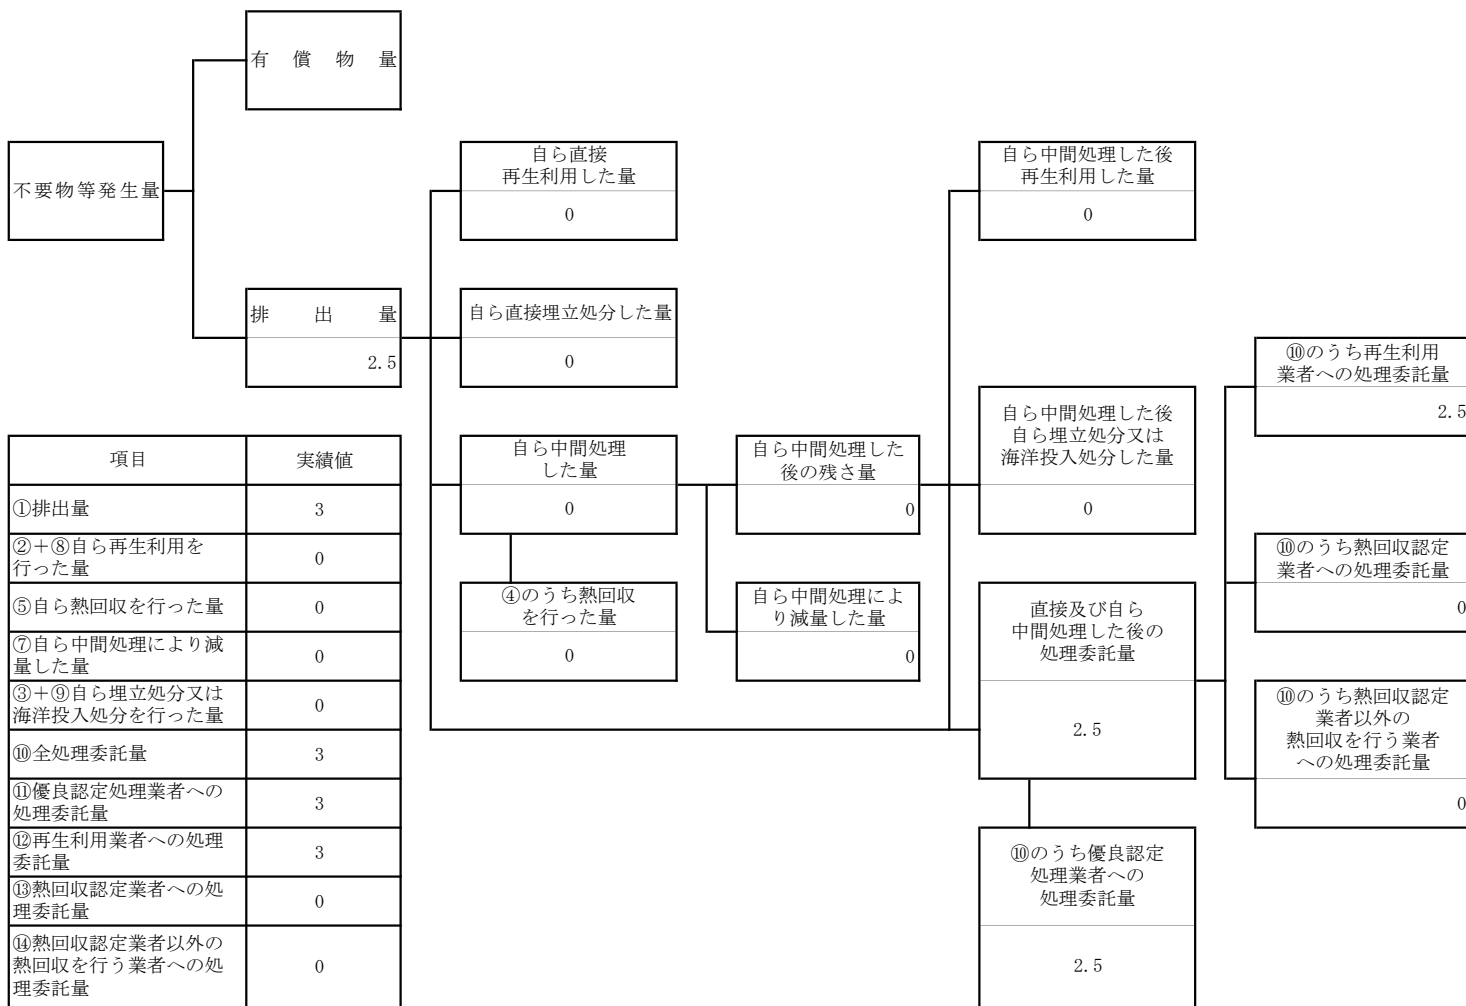 有償物量
不要物等発生量
排出量
2.5
自ら直接
再生利用した量
0
自ら直接埋立処分した量
0
自ら中間処理
した量
0
④のうち熱回収
を行った量
0
自ら中間処理した
後の残さ量
0
自ら中間処理によ
り減量した量
0
自ら中間処理した後
再生利用した量
0
自ら中間処理した後
自ら埋立処分又は
海洋投入処分した量
0
直接及び自ら
中間処理した後の
処理委託量
2.5
⑩のうち優良認定
処理業者への
処理委託量
2.5
⑩のうち再生利用
業者への処理委託量
2.5
⑩のうち熱回収認定
業者への処理委託量
0
⑩のうち熱回収認定
業者以外の
熱回収を行う業者
への処理委託量
0
項目 実績値
①排出量 3
②＋⑧自ら再生利用を
行った量 0
⑤自ら熱回収を行った量 0
⑦自ら中間処理により減
量した量 0
③＋⑨自ら埋立処分又は
海洋投入処分を行った量 0
⑩全処理委託量 3
⑪優良認定処理業者への
処理委託量 3
⑫再生利用業者への処理
委託量 3
⑬熱回収認定業者への処
理委託量 0
⑭熱回収認定業者以外の
熱回収を行う業者への処
理委託量 0